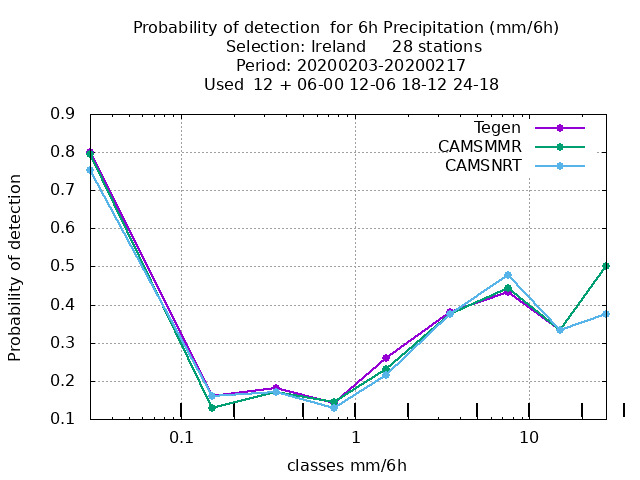 Probability of detection  for 6h Precipitation (mm/6h)
Selection: Ireland     28 stations
Period: 20200203-20200217
Used  12 + 06-00 12-06 18-12 24-18
Tegen
CAMSMMR
CAMSNRT
0.9
0.8
0.7
0.6
0.5
0.4
0.3
0.2
0.1
Probability of detection
0.1 1 10
classes mm/6h